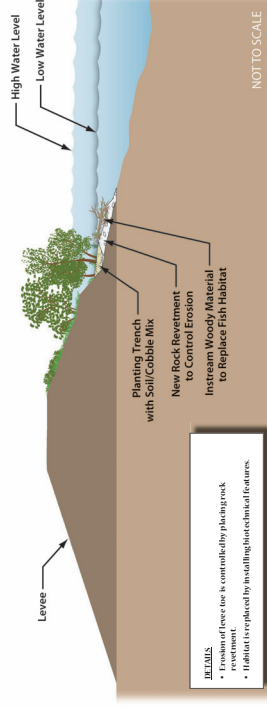 High Water Level
Low Water Level
Levee
Planting Trench
with Soil/Cobble Mix
New Rock Revetment
to Control Erosion
Instream Woody Material
to Replace Fish Habitat
NOT TO SCALE
DETAILS
• Erosion of levee toe is controlled by placing rock
revetment.
• Habitat is replaced by installing biotechnical features.